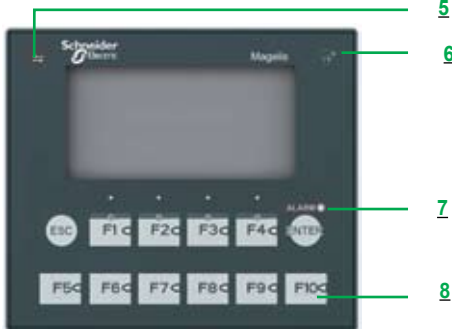 5
Schneider
Electric
Magelis
6
ALARM
7
ESC
F1
F2
F3
F4
ENTER
F5
F6
F7
F8
F9
F10
8